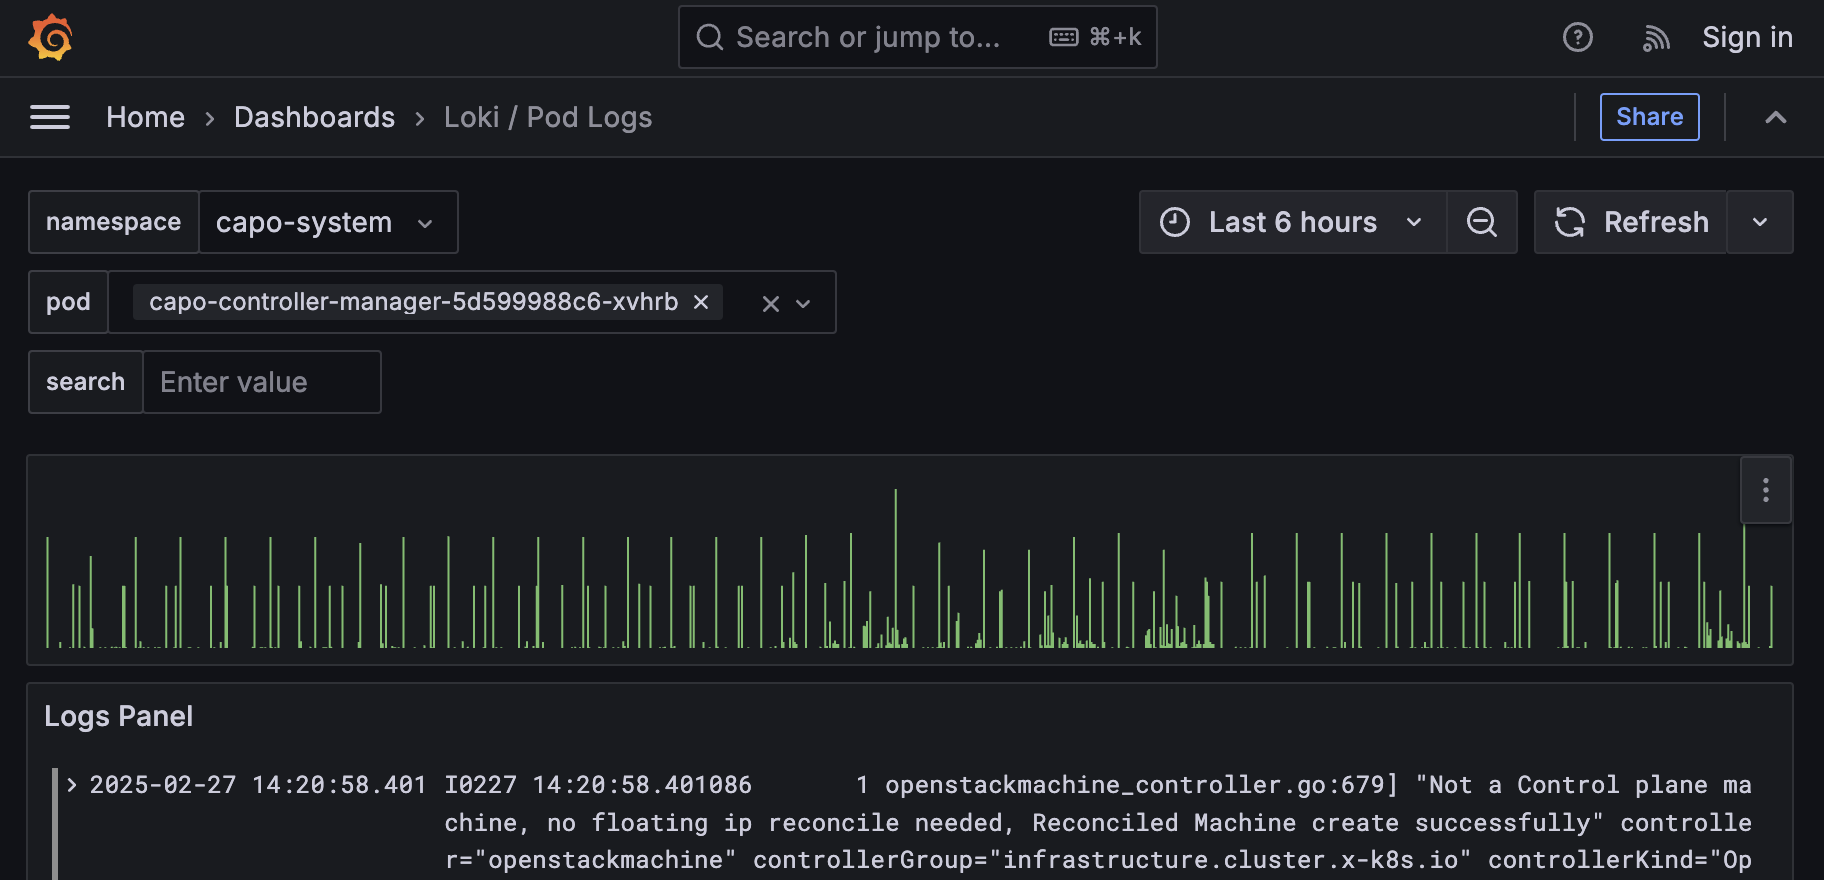 Search or jump to... ⌘+k
Sign in
Home › Dashboards › Loki / Pod Logs
Share
namespace capo-system
Last 6 hours
Refresh
pod capo-controller-manager-5d599988c6-xvhrb
search Enter value
Logs Panel
2025-02-27 14:20:58.401 I0227 14:20:58.401086 1 openstackmachine_controller.go:679] "Not a Control plane ma
chine, no floating ip reconcile needed, Reconciled Machine create successfully" controlle
r="openstackmachine" controllerGroup="infrastructure.cluster.x-k8s.io" controllerKind="Op